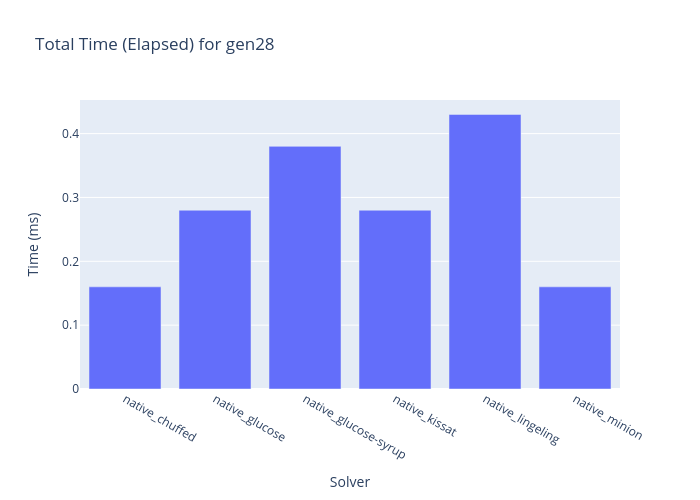 Total Time (Elapsed) for gen28
Time (ms)
0.4
0.3
0.2
0.1
0
native_chuffed
native_glucose
native_glucose-syrup
native_kissat
native_lingeling
native_minion
Solver